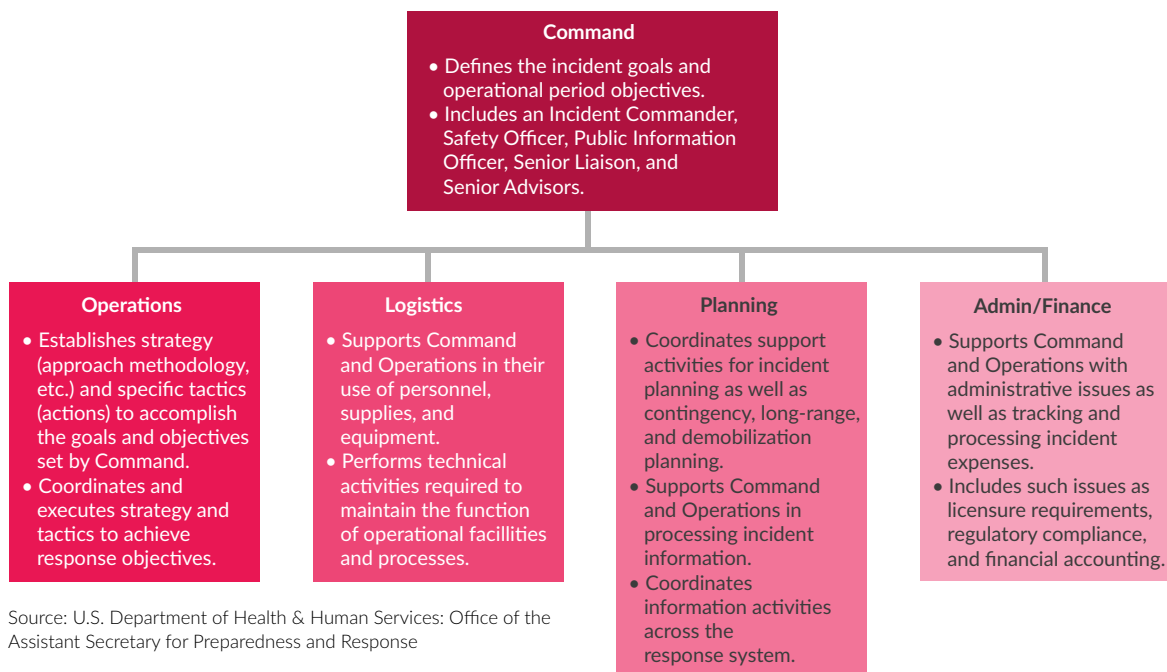 Command
• Defines the incident goals and
operational period objectives.
• Includes an Incident Commander,
Safety Officer, Public Information
Officer, Senior Liaison, and
Senior Advisors.
Operations
• Establishes strategy
(approach methodology,
etc.) and specific tactics
(actions) to accomplish
the goals and objectives
set by Command.
• Coordinates and
executes strategy and
tactics to achieve
response objectives.
Logistics
• Supports Command
and Operations in their
use of personnel,
supplies, and
equipment.
• Performs technical
activities required to
maintain the function
of operational facillities
and processes.
Planning
• Coordinates support
activities for incident
planning as well as
contingency, long-range,
and demobilization
planning.
• Supports Command
and Operations in
processing incident
information.
• Coordinates
information activities
across the
response system.
Admin/Finance
• Supports Command
and Operations with
administrative issues as
well as tracking and
processing incident
expenses.
• Includes such issues as
licensure requirements,
regulatory compliance,
and financial accounting.
Source: U.S. Department of Health & Human Services: Office of the
Assistant Secretary for Preparedness and Response